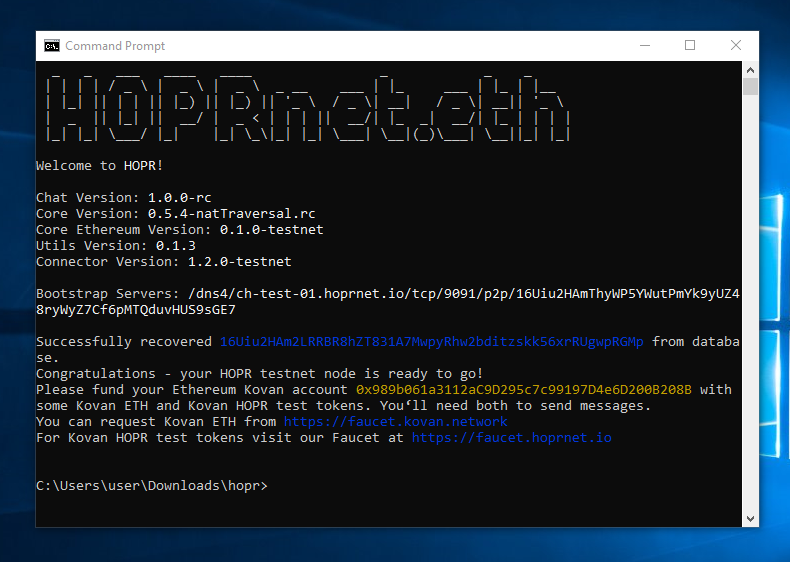 Command Prompt
HOPRnet.eth
Welcome to HOPR!
Chat Version: 1.0.0-rc
Core Version: 0.5.4-natTraversal.rc
Core Ethereum Version: 0.1.0-testnet
Utils Version: 0.1.3
Connector Version: 1.2.0-testnet
Bootstrap Servers: /dns4/ch-test-01.hoprnet.io/tcp/9091/p2p/16Uiu2HAmThyWP5YWutPmYk9yUZ4
8ryWyZ7Cf6pMTQduvHUS9sGE7
Successfully recovered 16Uiu2HAm2LRRBR8hZT831A7MwpyRhw2bditzskk56xrRUgwpRGMp from databa
se.
Congratulations - your HOPR testnet node is ready to go!
Please fund your Ethereum Kovan account 0x989b061a3112aC9D295c7c99197D4e6D200B208B with
some Kovan ETH and Kovan HOPR test tokens. You‘ll need both to send messages.
You can request Kovan ETH from https://faucet.kovan.network
For Kovan HOPR test tokens visit our Faucet at https://faucet.hoprnet.io
C:\Users\user\Downloads\hopr>